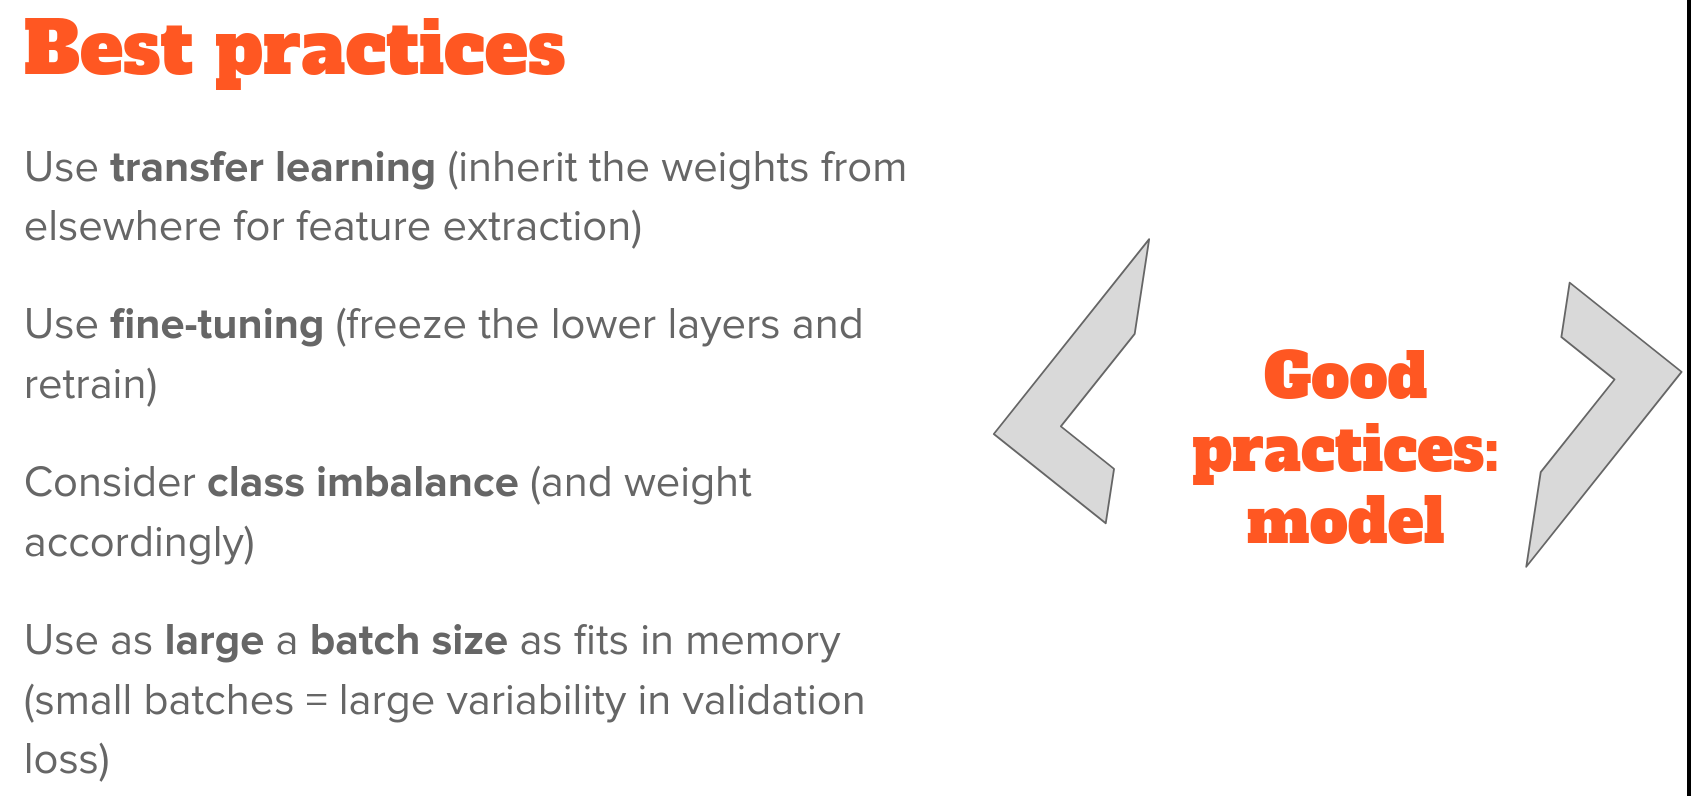 Best practices
Use transfer learning (inherit the weights from
elsewhere for feature extraction)
Use fine-tuning (freeze the lower layers and
retrain)
Consider class imbalance (and weight
accordingly)
Use as large a batch size as fits in memory
(small batches = large variability in validation
loss)
Good
practices:
model